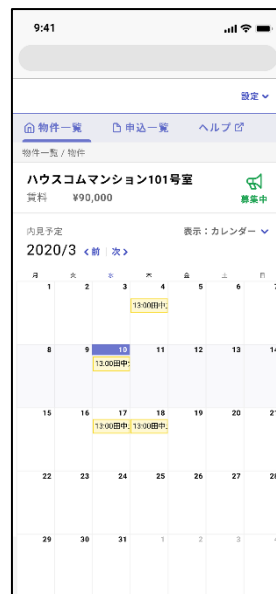 9:41
設定
物件一覧 申込一覧 ヘルプ
物件一覧 / 物件
ハウスコムマンション101号室
賃料 ¥90,000
募集中
内見予定 表示：カレンダー
2020/3 <前 次>
月 火 水 木 金 土 日
1 2 3 4 5 6 7
13:00田中
8 9 10 11 12 13 14
13:00田中
15 16 17 18 19 20 21
13:00田中 13:00田中
22 23 24 25 26 27 28
29 30 31 1 2 3 4